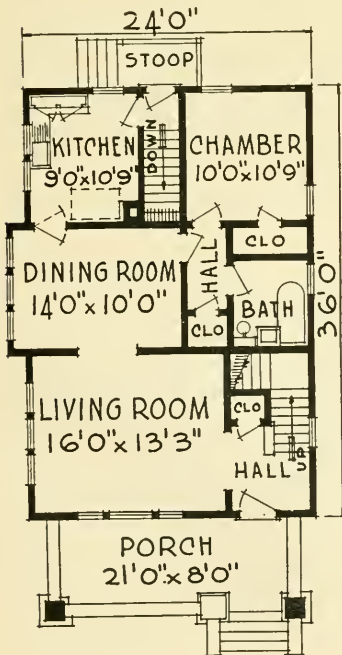 24'0"
STOOP
KITCHEN
9'0"x10'9"
DOWN
CHAMBER
10'0"x10'9"
HALL
CLO
DINING ROOM
14'0"x10'0"
BATH
CLO
36'0"
LIVING ROOM
16'0"x13'3"
CLO
HALL
UP
PORCH
21'0"x8'0"